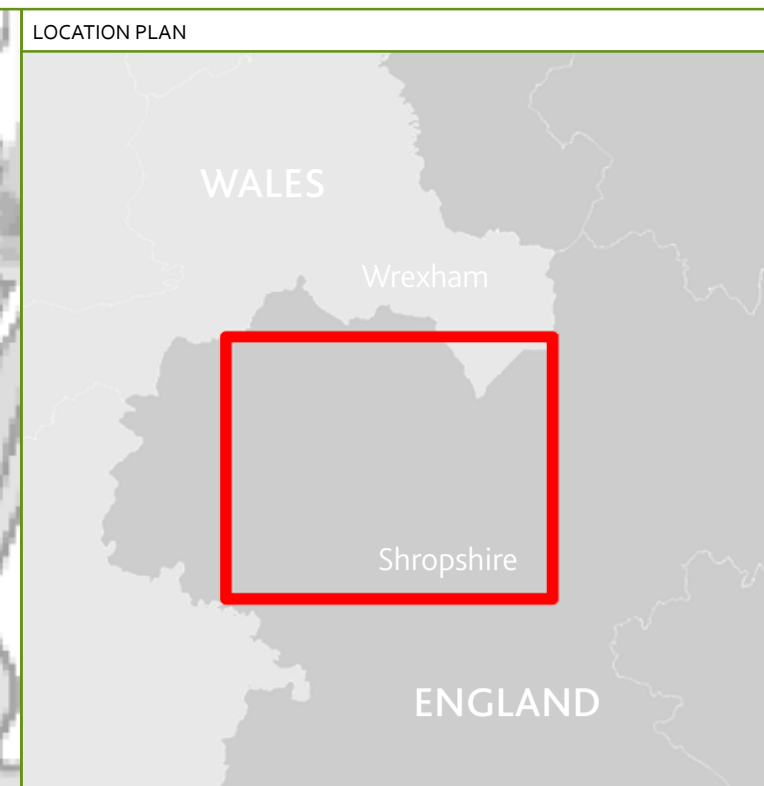 LOCATION PLAN
WALES
Wrexham
Shropshire
ENGLAND